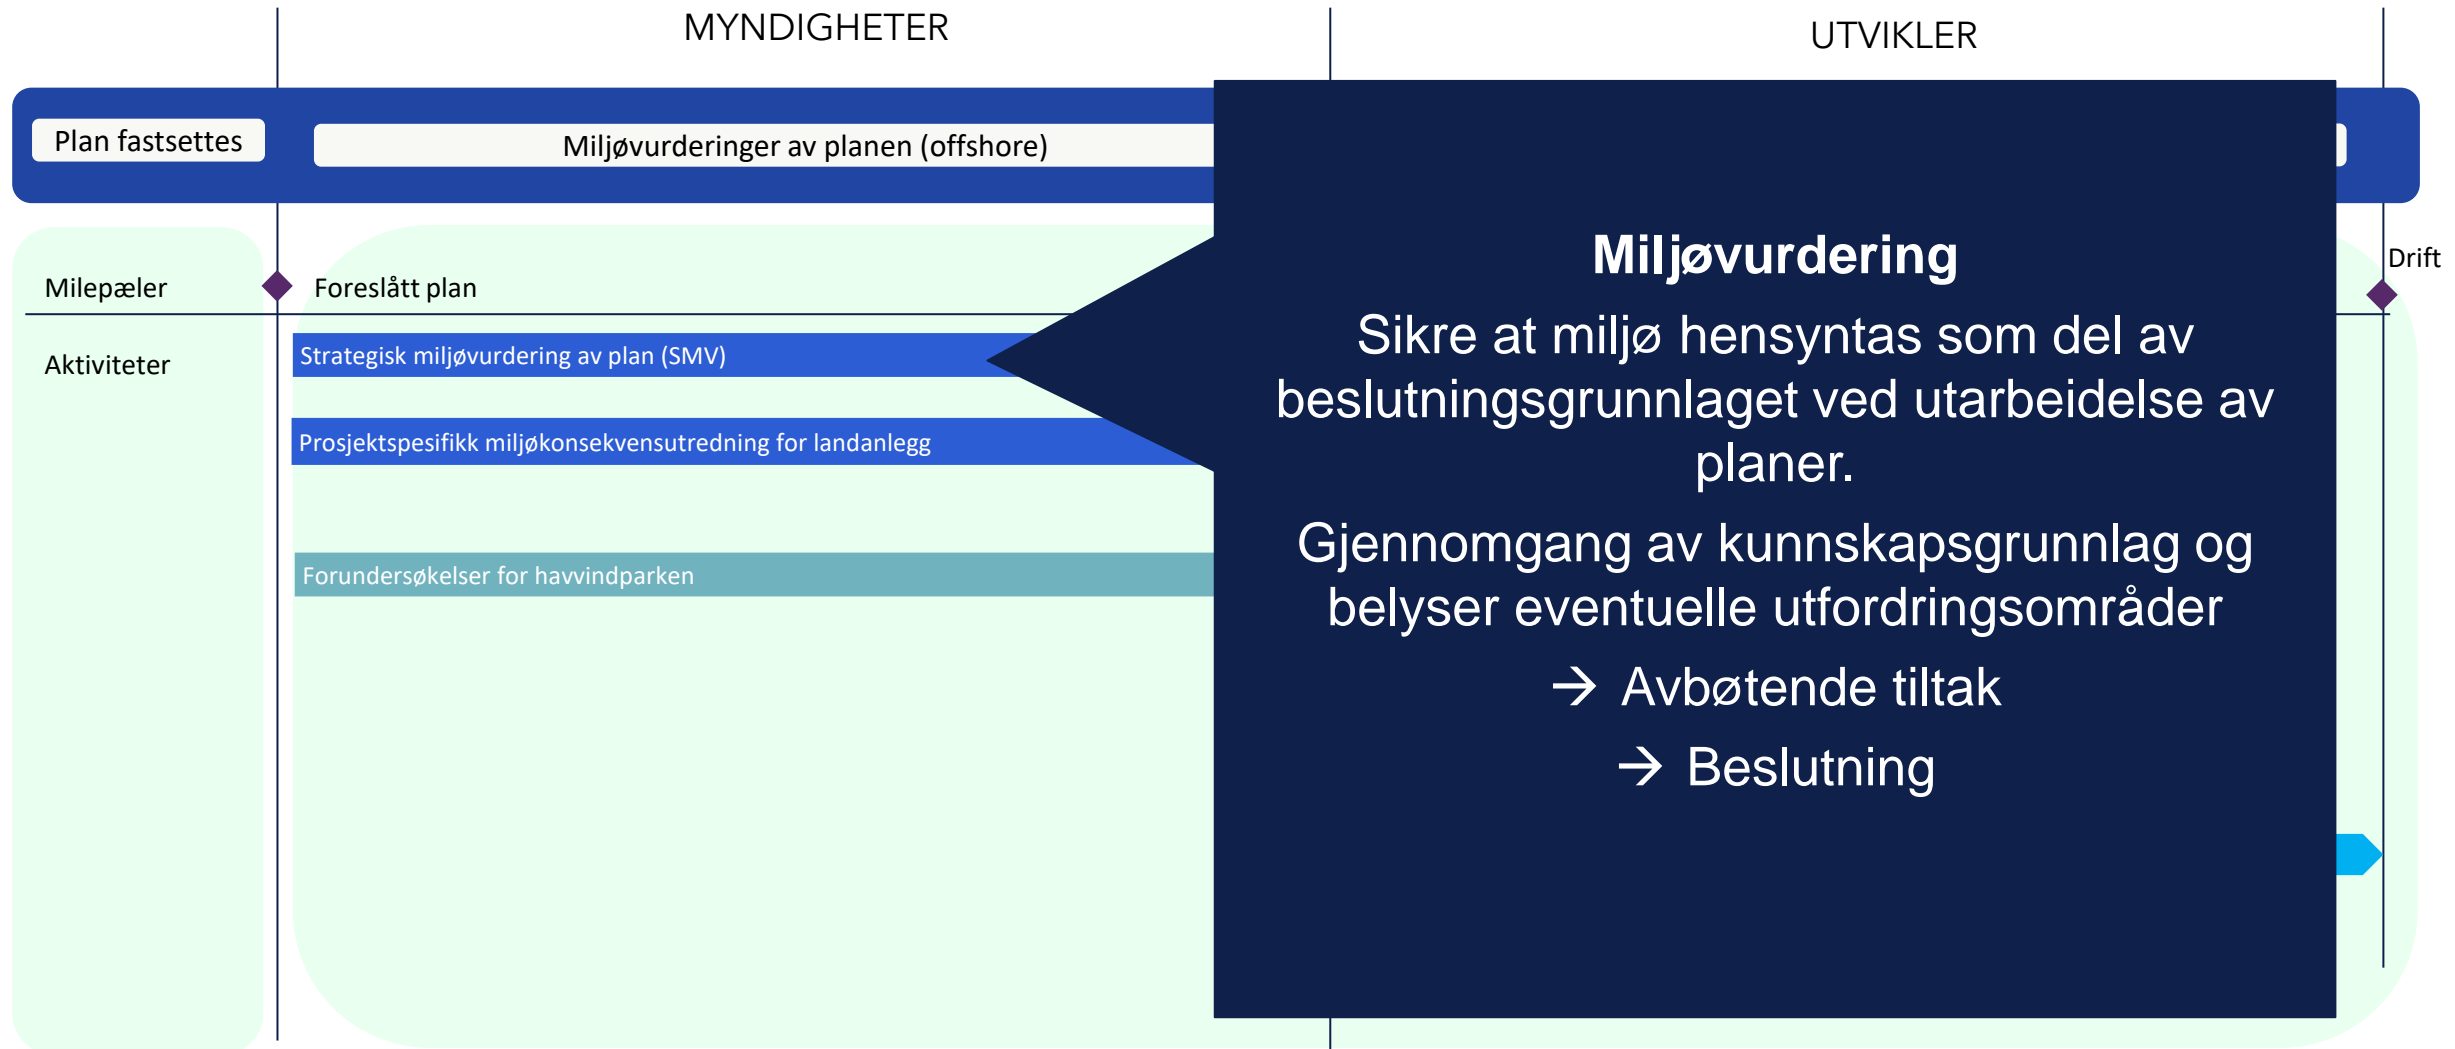 MYNDIGHETER
UTVIKLER
Plan fastsettes
Miljøvurderinger av planen (offshore)
Milepæler
Foreslått plan
Drift
Aktiviteter
Strategisk miljøvurdering av plan (SMV)
Prosjektspesifikk miljøkonsekvensutredning for landanlegg
Forundersøkelser for havvindparken
Miljøvurdering
Sikre at miljø hensyntas som del av
beslutningsgrunnlaget ved utarbeidelse av
planer.
Gjennomgang av kunnskapsgrunnlag og
belyser eventuelle utfordringsområder
→ Avbøtende tiltak
→ Beslutning